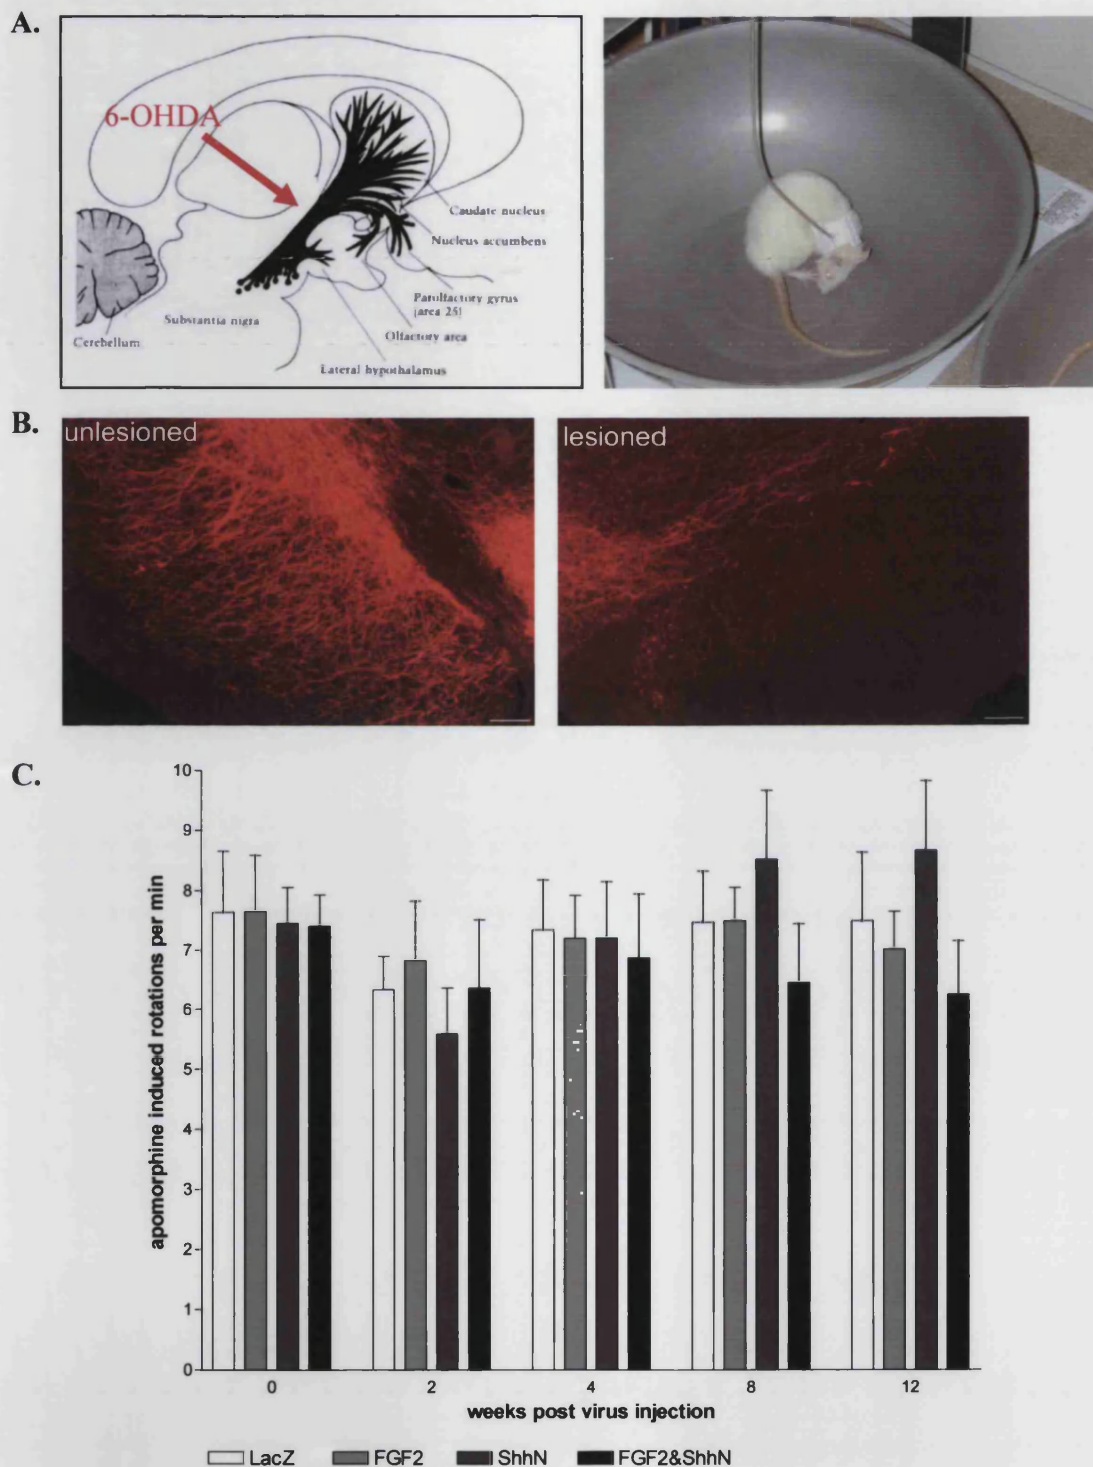 A.
6-OHDA
Caudate nucleus
Nucleus accumbens
Parolfactory gyrus
(area 25)
Olfactory area
Lateral hypothalamus
Substantia nigra
Cerebellum
B.
unlesioned
lesioned
C.
apomorphine induced rotations per min
10
9
8
7
6
5
4
3
2
1
0
0 2 4 8 12
weeks post virus injection
LacZ FGF2 ShhN FGF2&ShhN